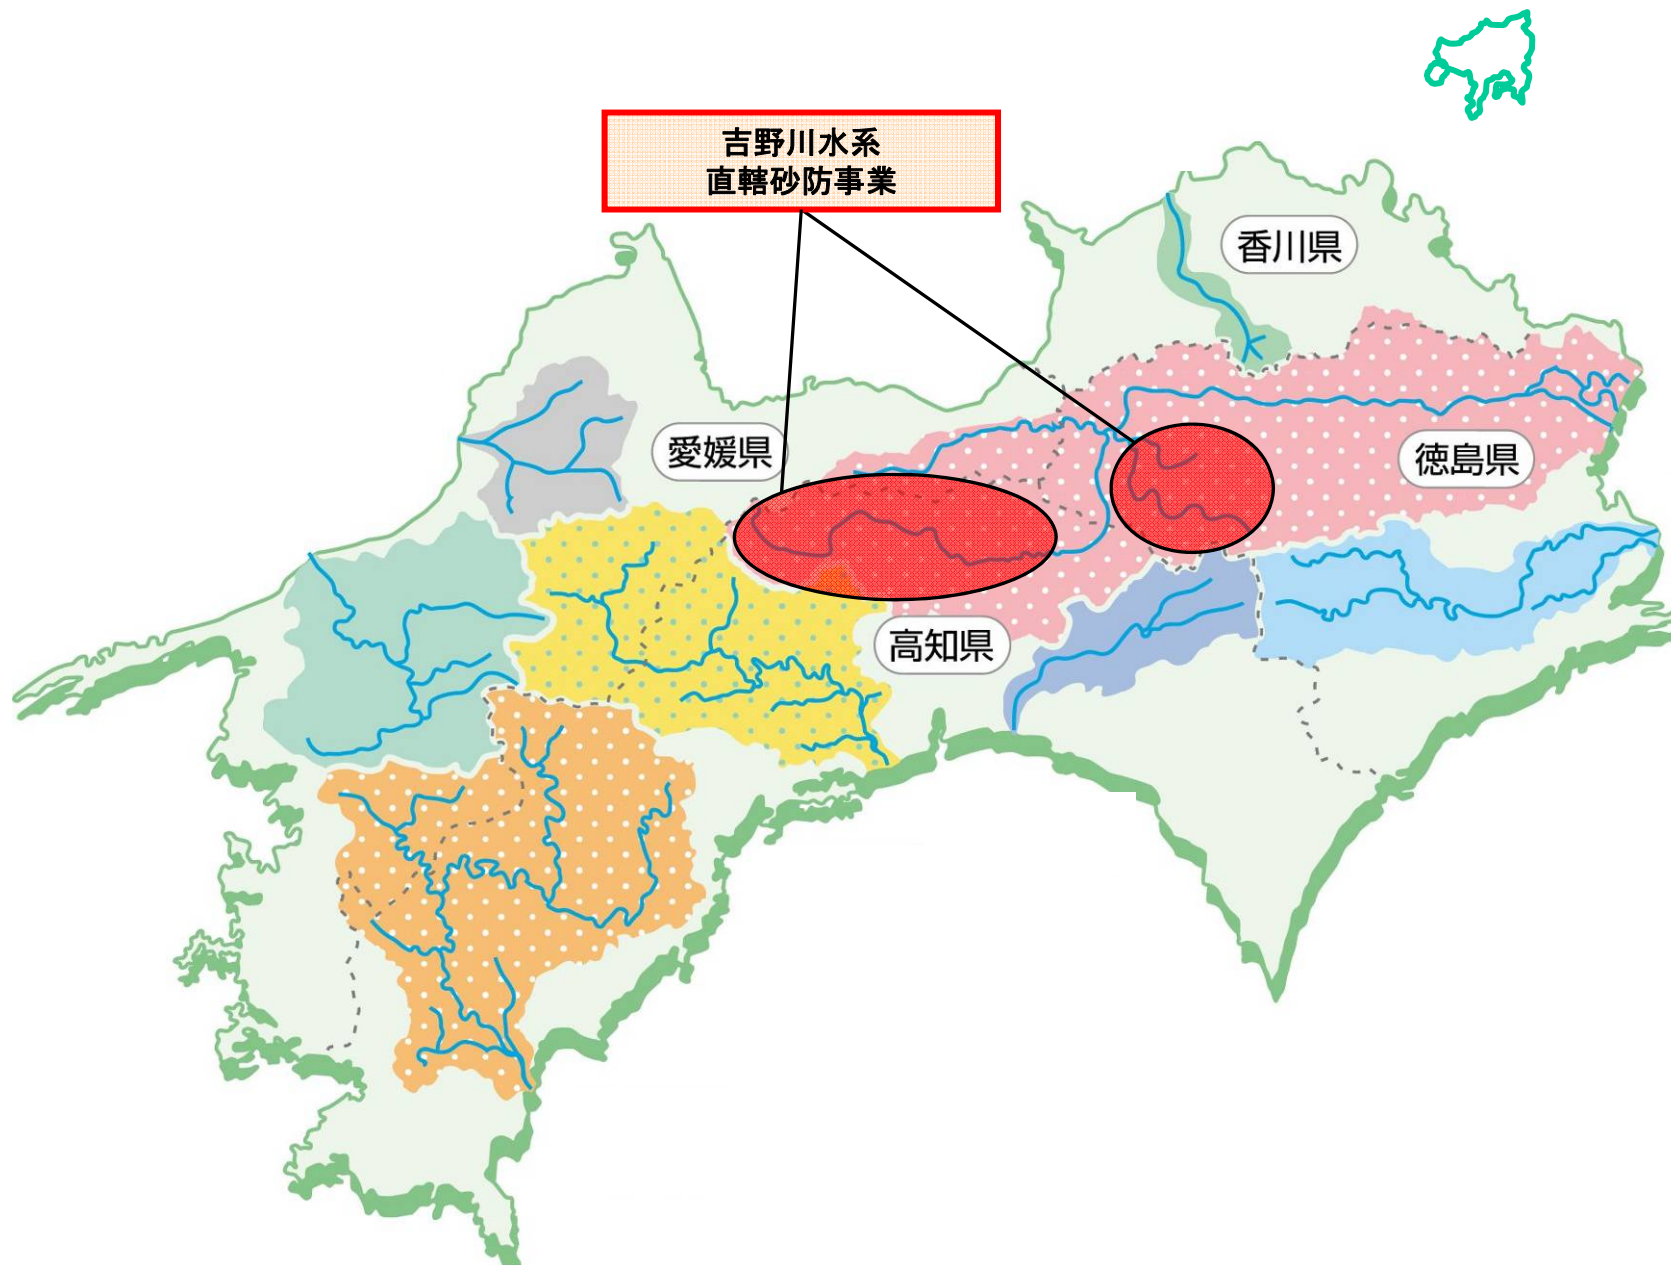 吉野川水系
直轄砂防事業
香川県
愛媛県
徳島県
高知県